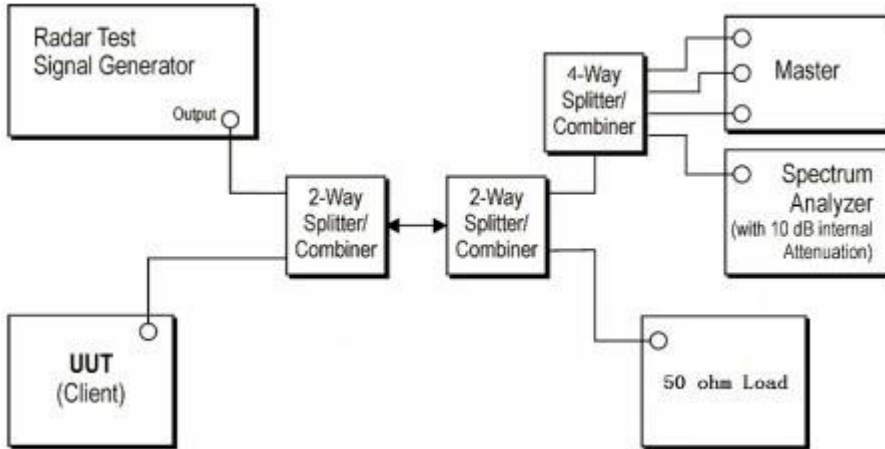 Radar Test
Signal Generator
Output
4-Way
Splitter/
Combiner
Master
Spectrum
Analyzer
(with 10 dB internal
Attenuation)
2-Way
Splitter/
Combiner
2-Way
Splitter/
Combiner
UUT
(Client)
50 ohm Load